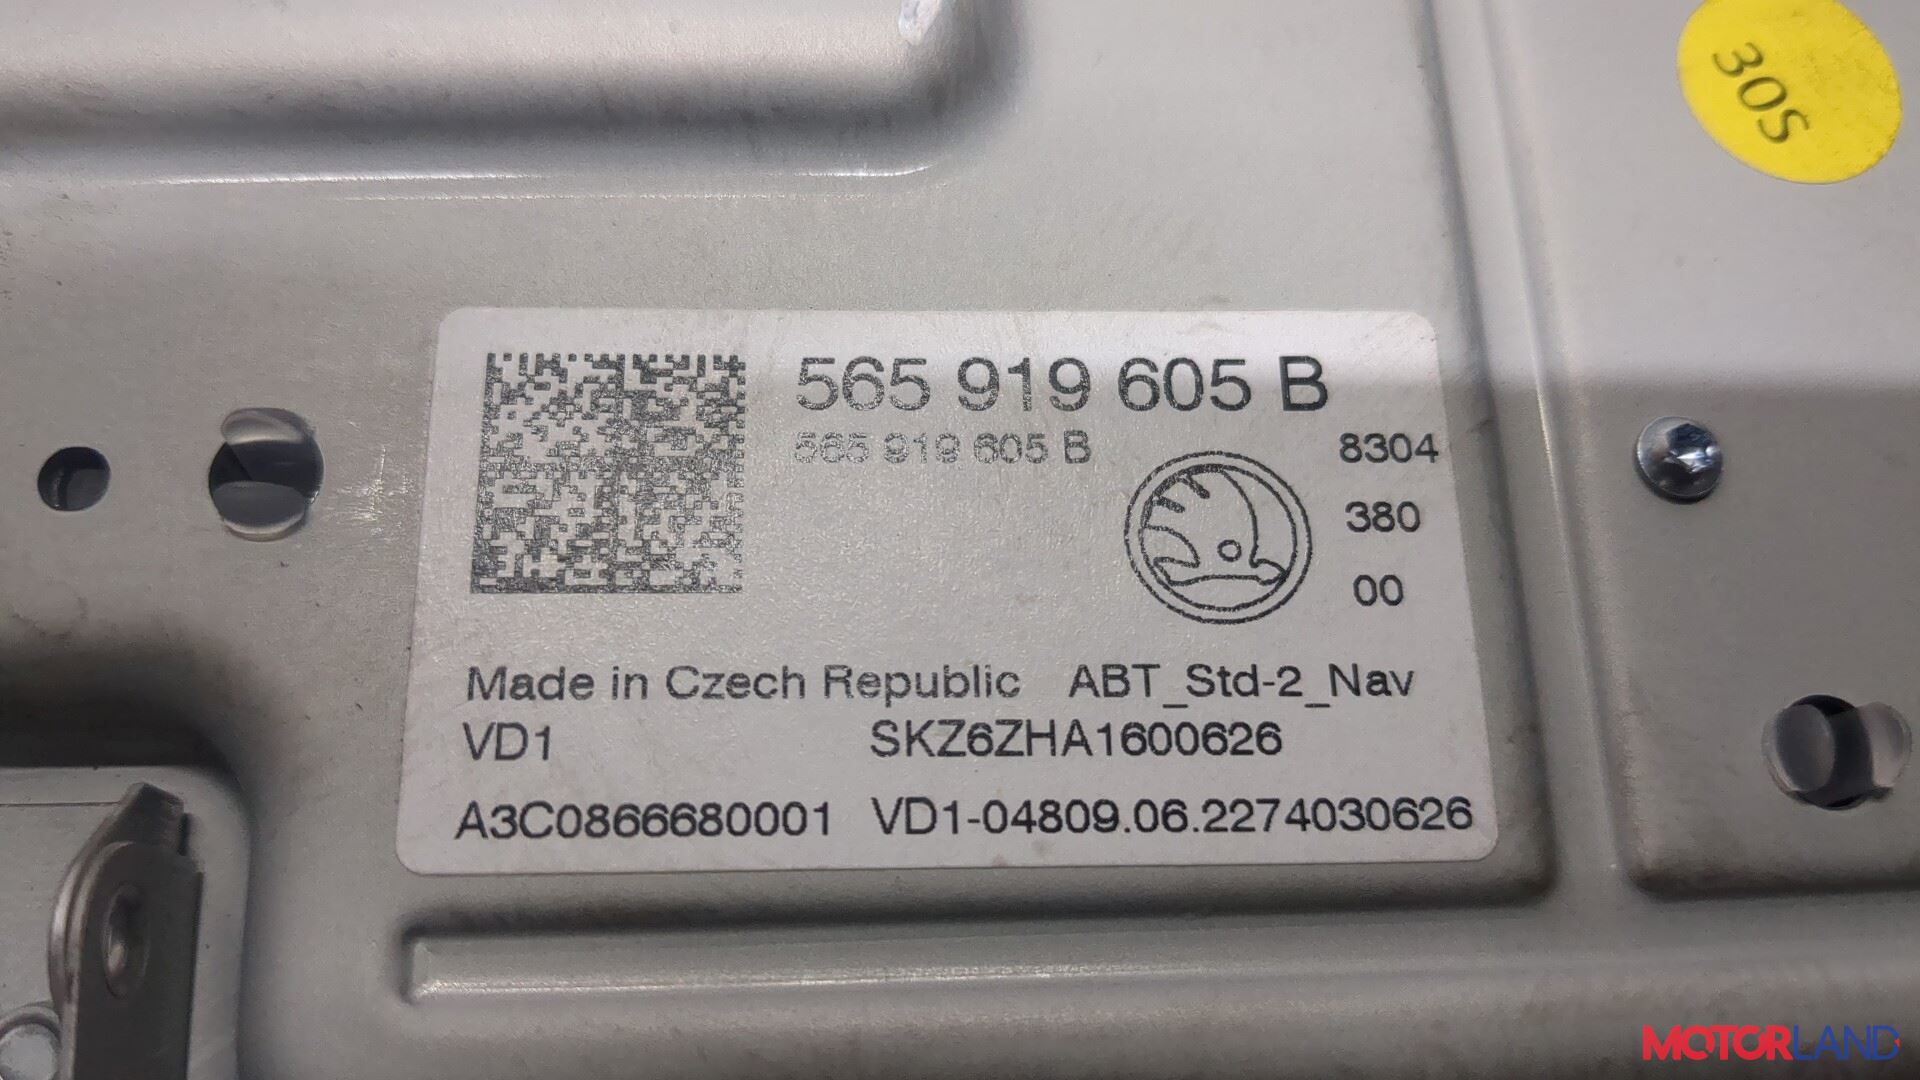 30S
565 919 605 B
565 919 605 B
8304
380
00
Made in Czech Republic ABT_Std-2_Nav
VD1 SKZ6ZHA1600626
A3C0866680001 VD1-04809.06.2274030626
MOTORLAND